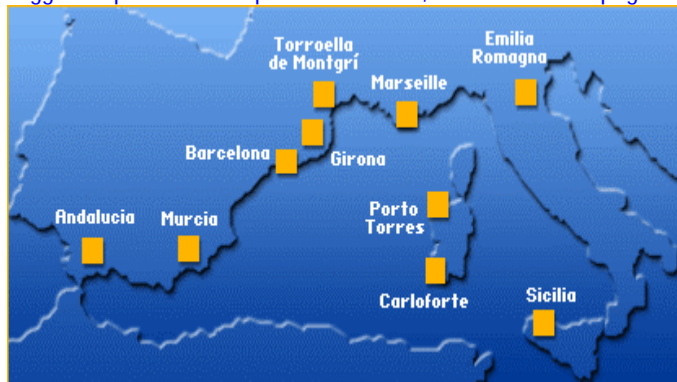 Torroella
de Montgrí
Emilia
Romagna
Marseille
Barcelona
Girona
Andalucia
Murcia
Porto
Torres
Carloforte
Sicilia